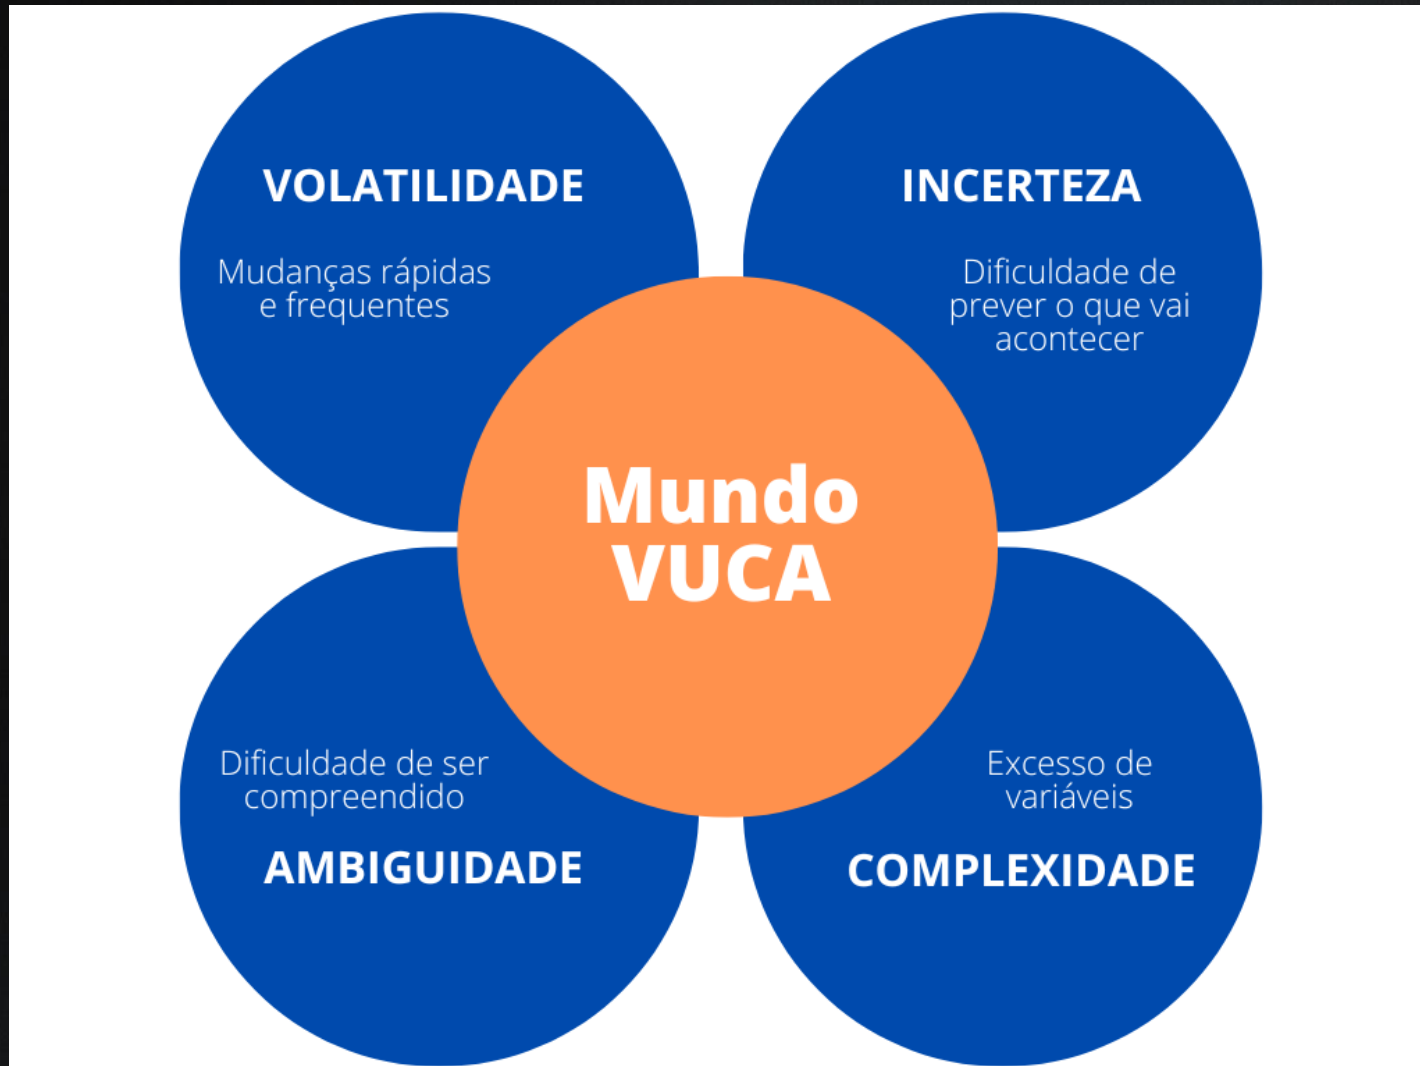 VOLATILIDADE
Mudanças rápidas
e frequentes
INCERTEZA
Dificuldade de
prever o que vai
acontecer
Mundo
VUCA
Dificuldade de ser
compreendido
AMBIGUIDADE
Excesso de
variáveis
COMPLEXIDADE